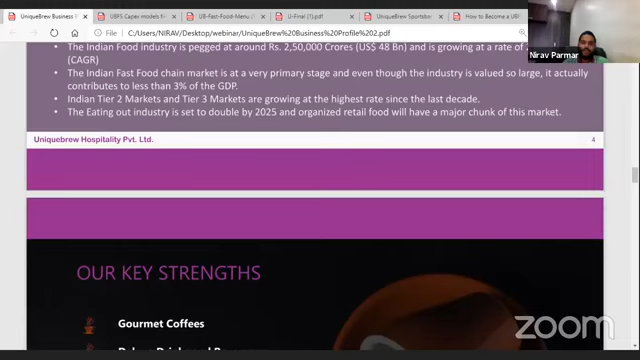 UniqueBrew Business P
UBFS Capex models f
UB-Fast-Food-Menu (
U-Final (1).pdf
UniqueBrew Sportsba
How to Become a UB
File
C:/Users/NIRAV/Desktop/webinar/UniqueBrew%20Business%20Profile%202.pdf
The Indian Food industry is pegged at around Rs. 2,50,000 Crores (US$ 48 Bn) and is growing at a rate of
(CAGR)
The Indian Fast Food chain market is at a very primary stage and even though the industry is valued so large, it actually
contributes to less than 3% of the GDP.
Indian Tier 2 Markets and Tier 3 Markets are growing at the highest rate since the last decade.
The Eating out industry is set to double by 2025 and organized retail food will have a major chunk of this market.
Uniquebrew Hospitality Pvt. Ltd.
4
OUR KEY STRENGTHS
Gourmet Coffees
Nirav Parmar
zoom